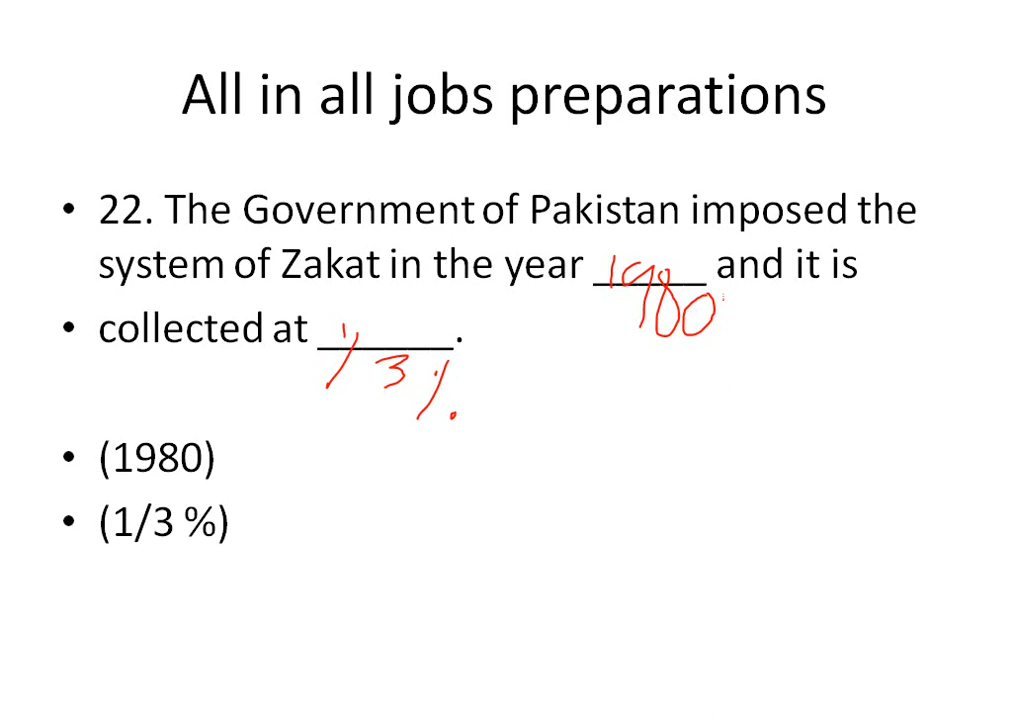 All in all jobs preparations
• 22. The Government of Pakistan imposed the
system of Zakat in the year ______ and it is
1980
• collected at _______.
1/3 %.
• (1980)
• (1/3 %)